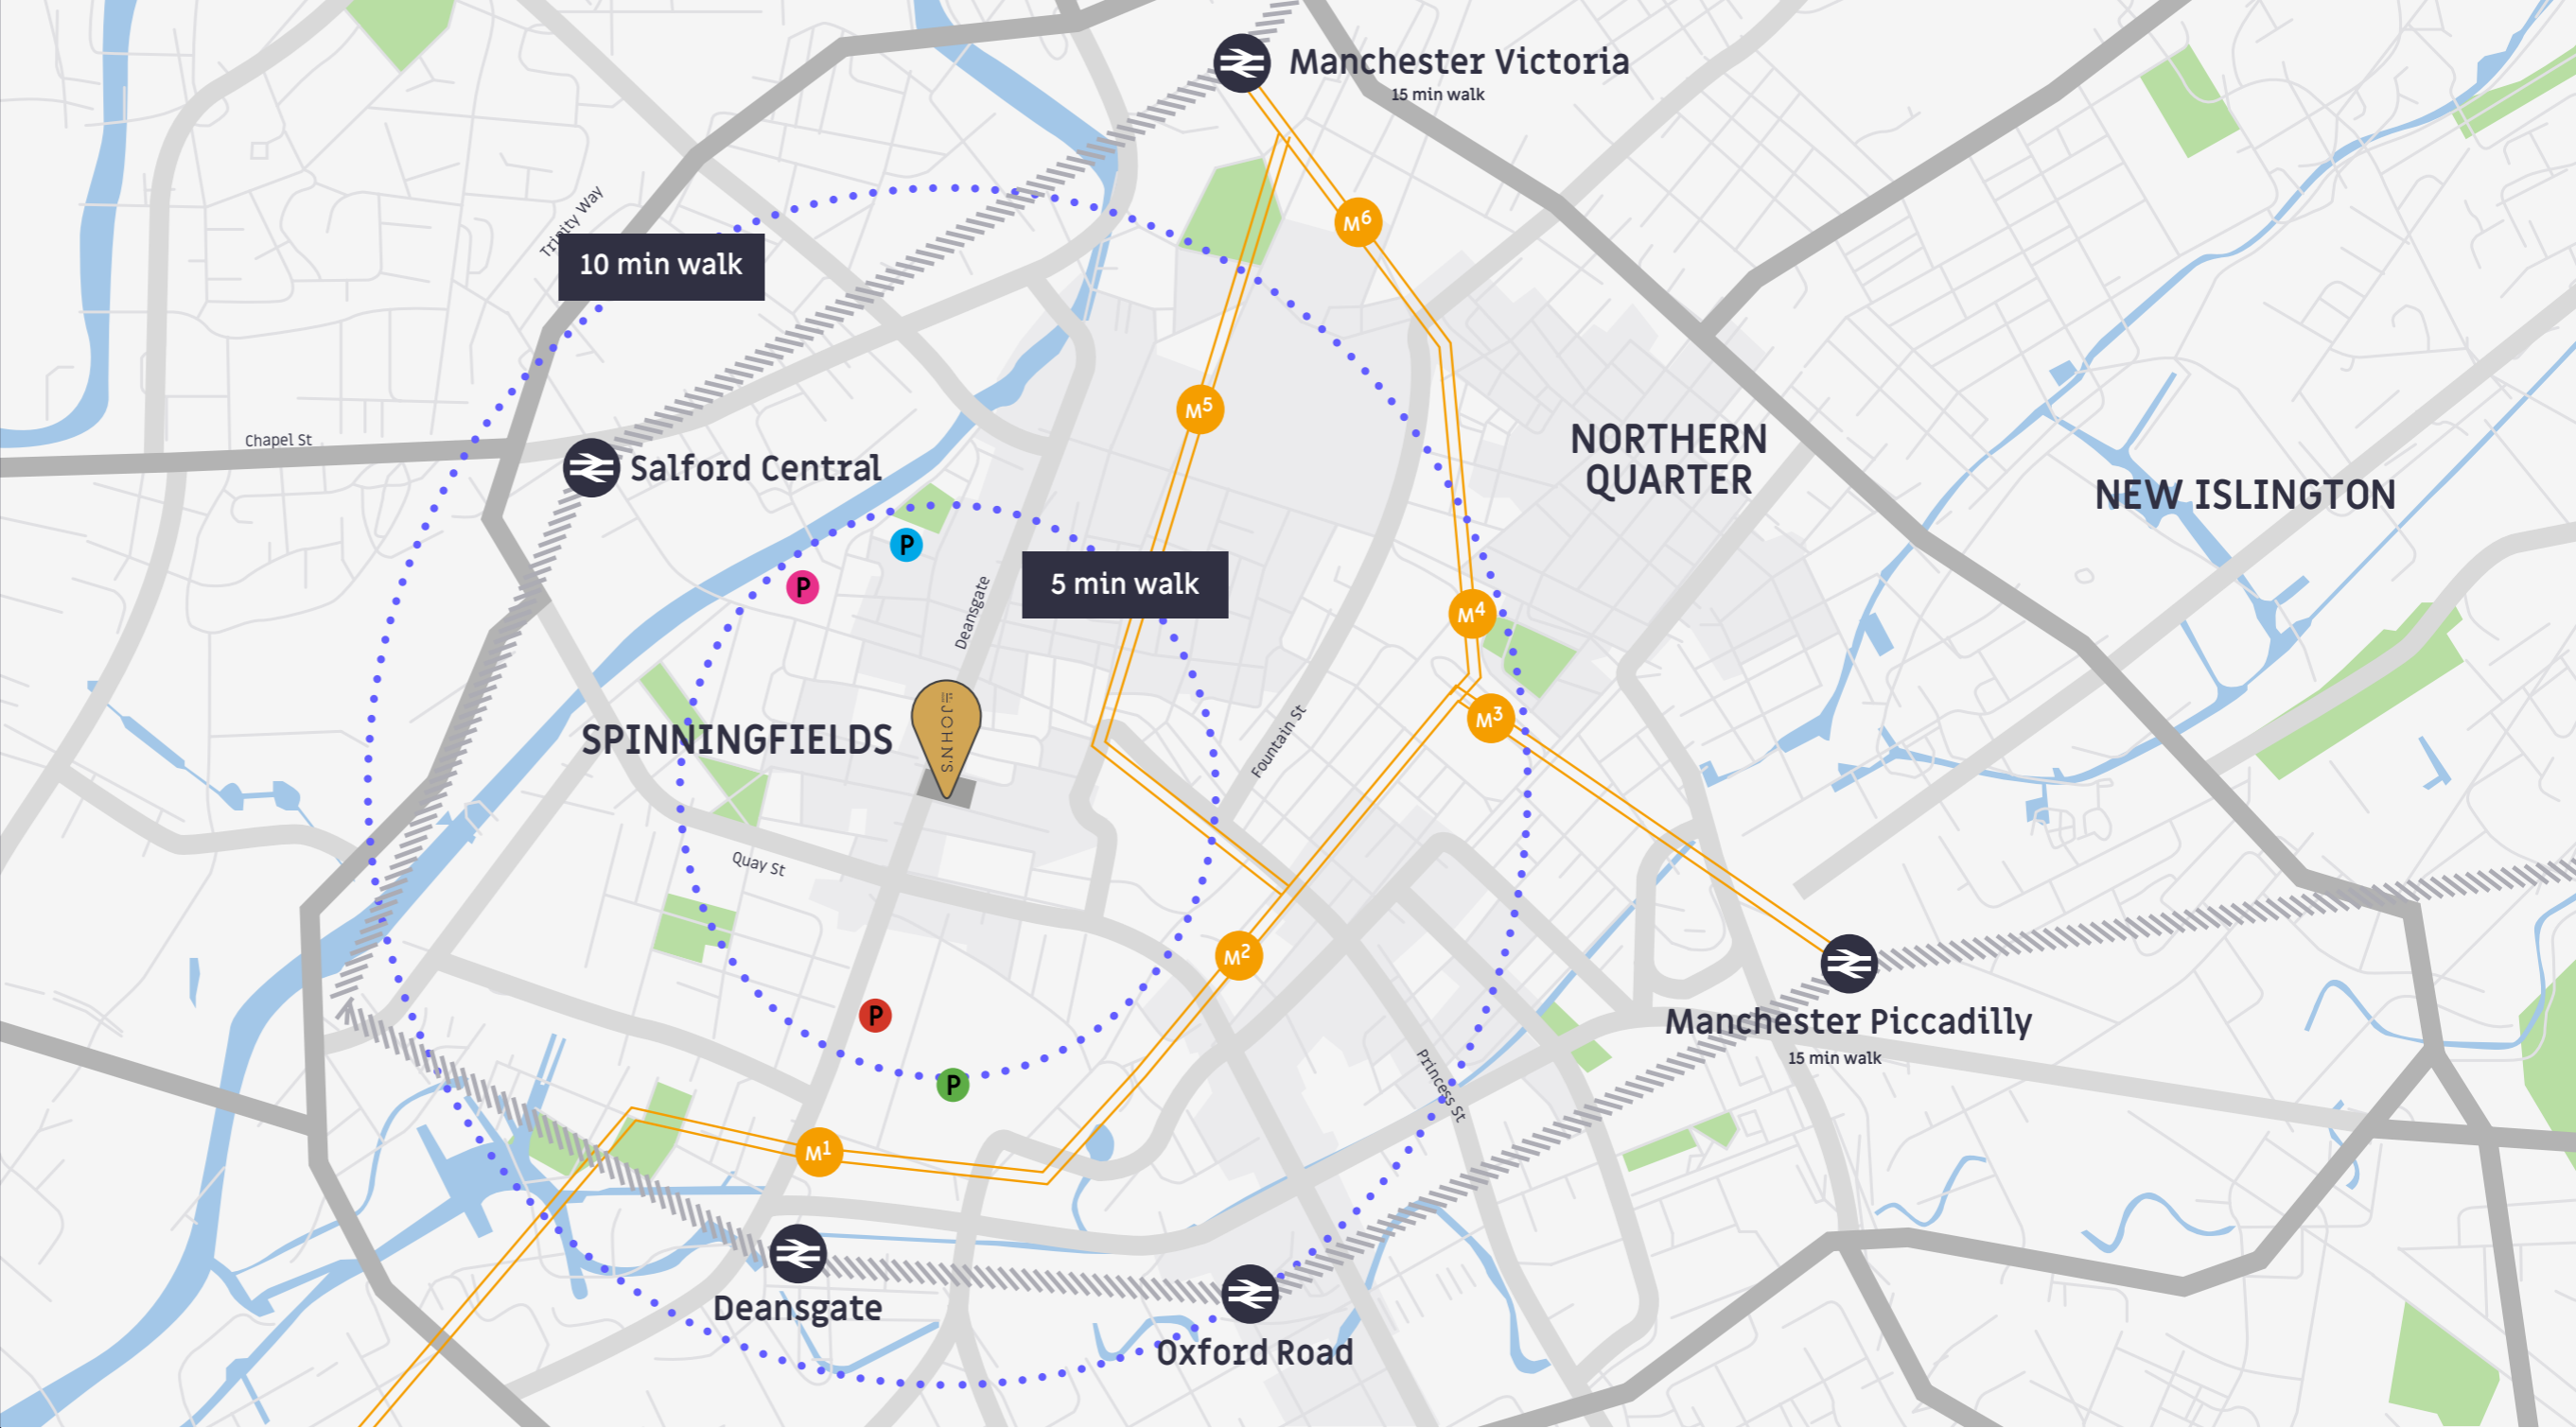 Manchester Victoria
15 min walk
M6
Trinity Way
10 min walk
M5
Chapel St
Salford Central
NORTHERN
QUARTER
NEW ISLINGTON
P
P
5 min walk
Deansgate
M4
SPINNINGFIELDS
JOHN'S
M3
Fountain St
Quay St
M2
Manchester Piccadilly
15 min walk
P
P
Princess St
M1
Deansgate
Oxford Road